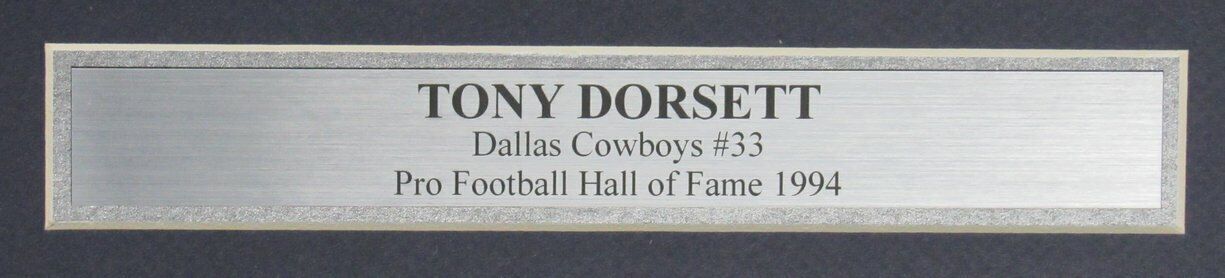 TONY DORSETT
Dallas Cowboys #33
Pro Football Hall of Fame 1994